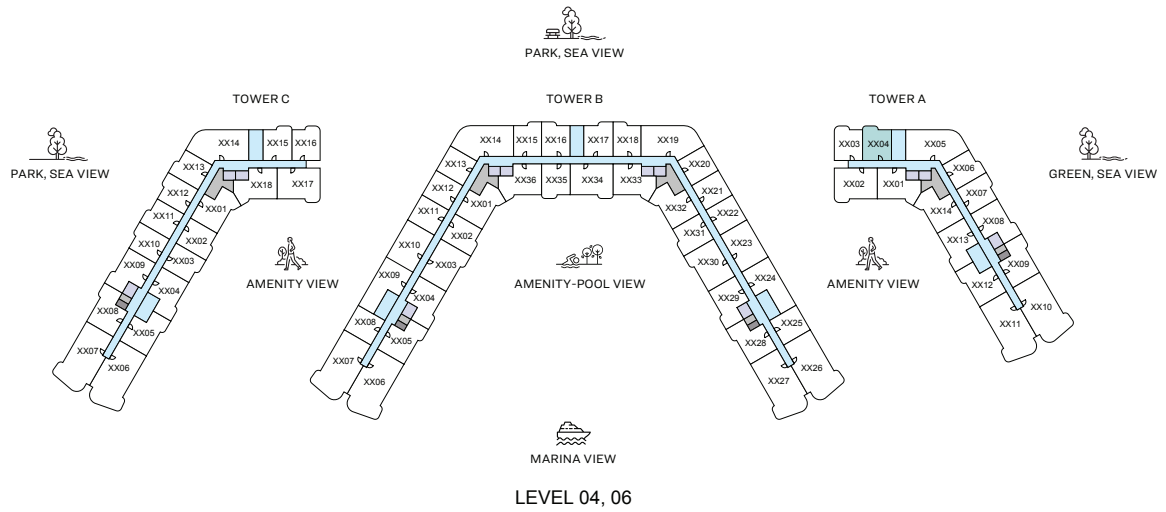 PARK, SEA VIEW
TOWER C
TOWER B
TOWER A
PARK, SEA VIEW
GREEN, SEA VIEW
XX14
XX15
XX16
XX13
XX18
XX17
XX12
XX01
XX11
XX02
XX10
XX03
XX09
XX04
XX08
XX05
XX07
XX06
XX14
XX15
XX16
XX17
XX18
XX19
XX13
XX36
XX35
XX34
XX33
XX20
XX12
XX01
XX32
XX21
XX11
XX02
XX31
XX22
XX10
XX03
XX30
XX23
XX09
XX04
XX29
XX24
XX08
XX05
XX28
XX25
XX07
XX06
XX27
XX26
XX03
XX04
XX05
XX02
XX01
XX06
XX14
XX07
XX13
XX08
XX12
XX09
XX11
XX10
AMENITY VIEW
AMENITY-POOL VIEW
AMENITY VIEW
MARINA VIEW
LEVEL 04, 06